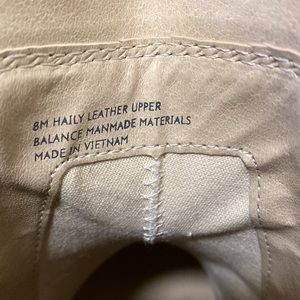 8M HAILY LEATHER UPPER
BALANCE MANMADE MATERIALS
MADE IN VIETNAM